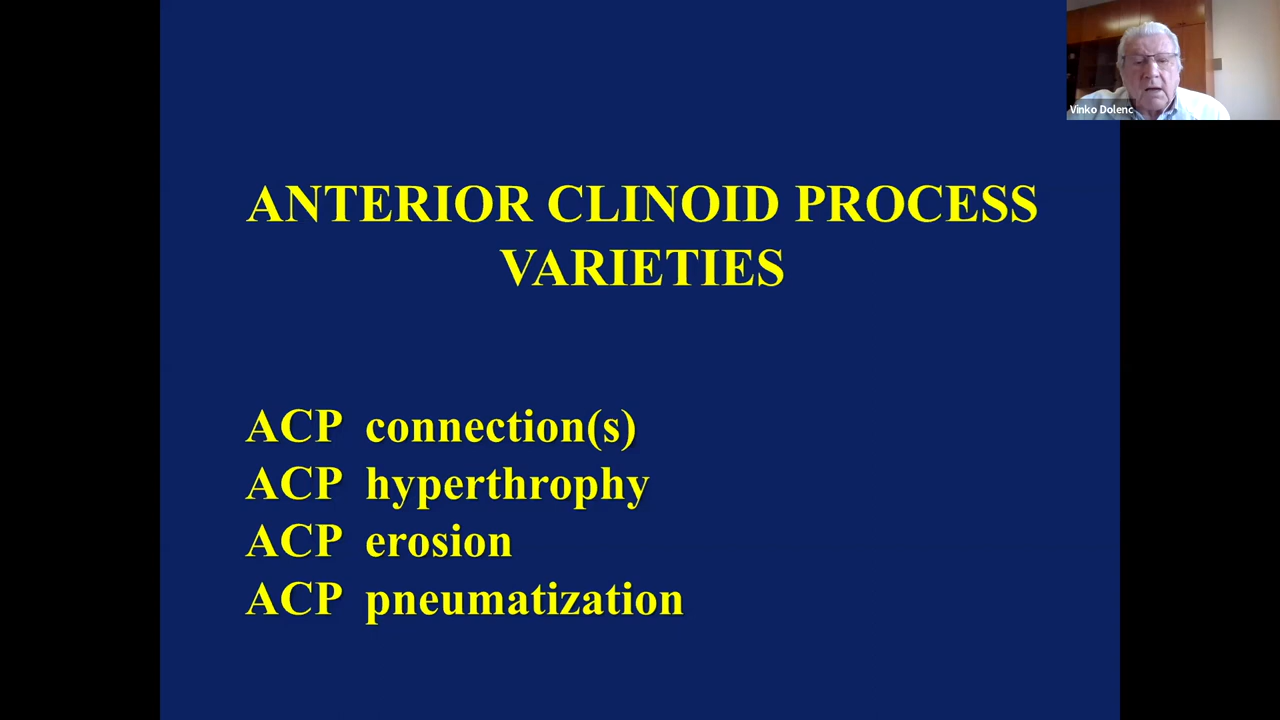 Vinko Dolenc
ANTERIOR CLINOID PROCESS
VARIETIES
ACP connection(s)
ACP hyperthrophy
ACP erosion
ACP pneumatization